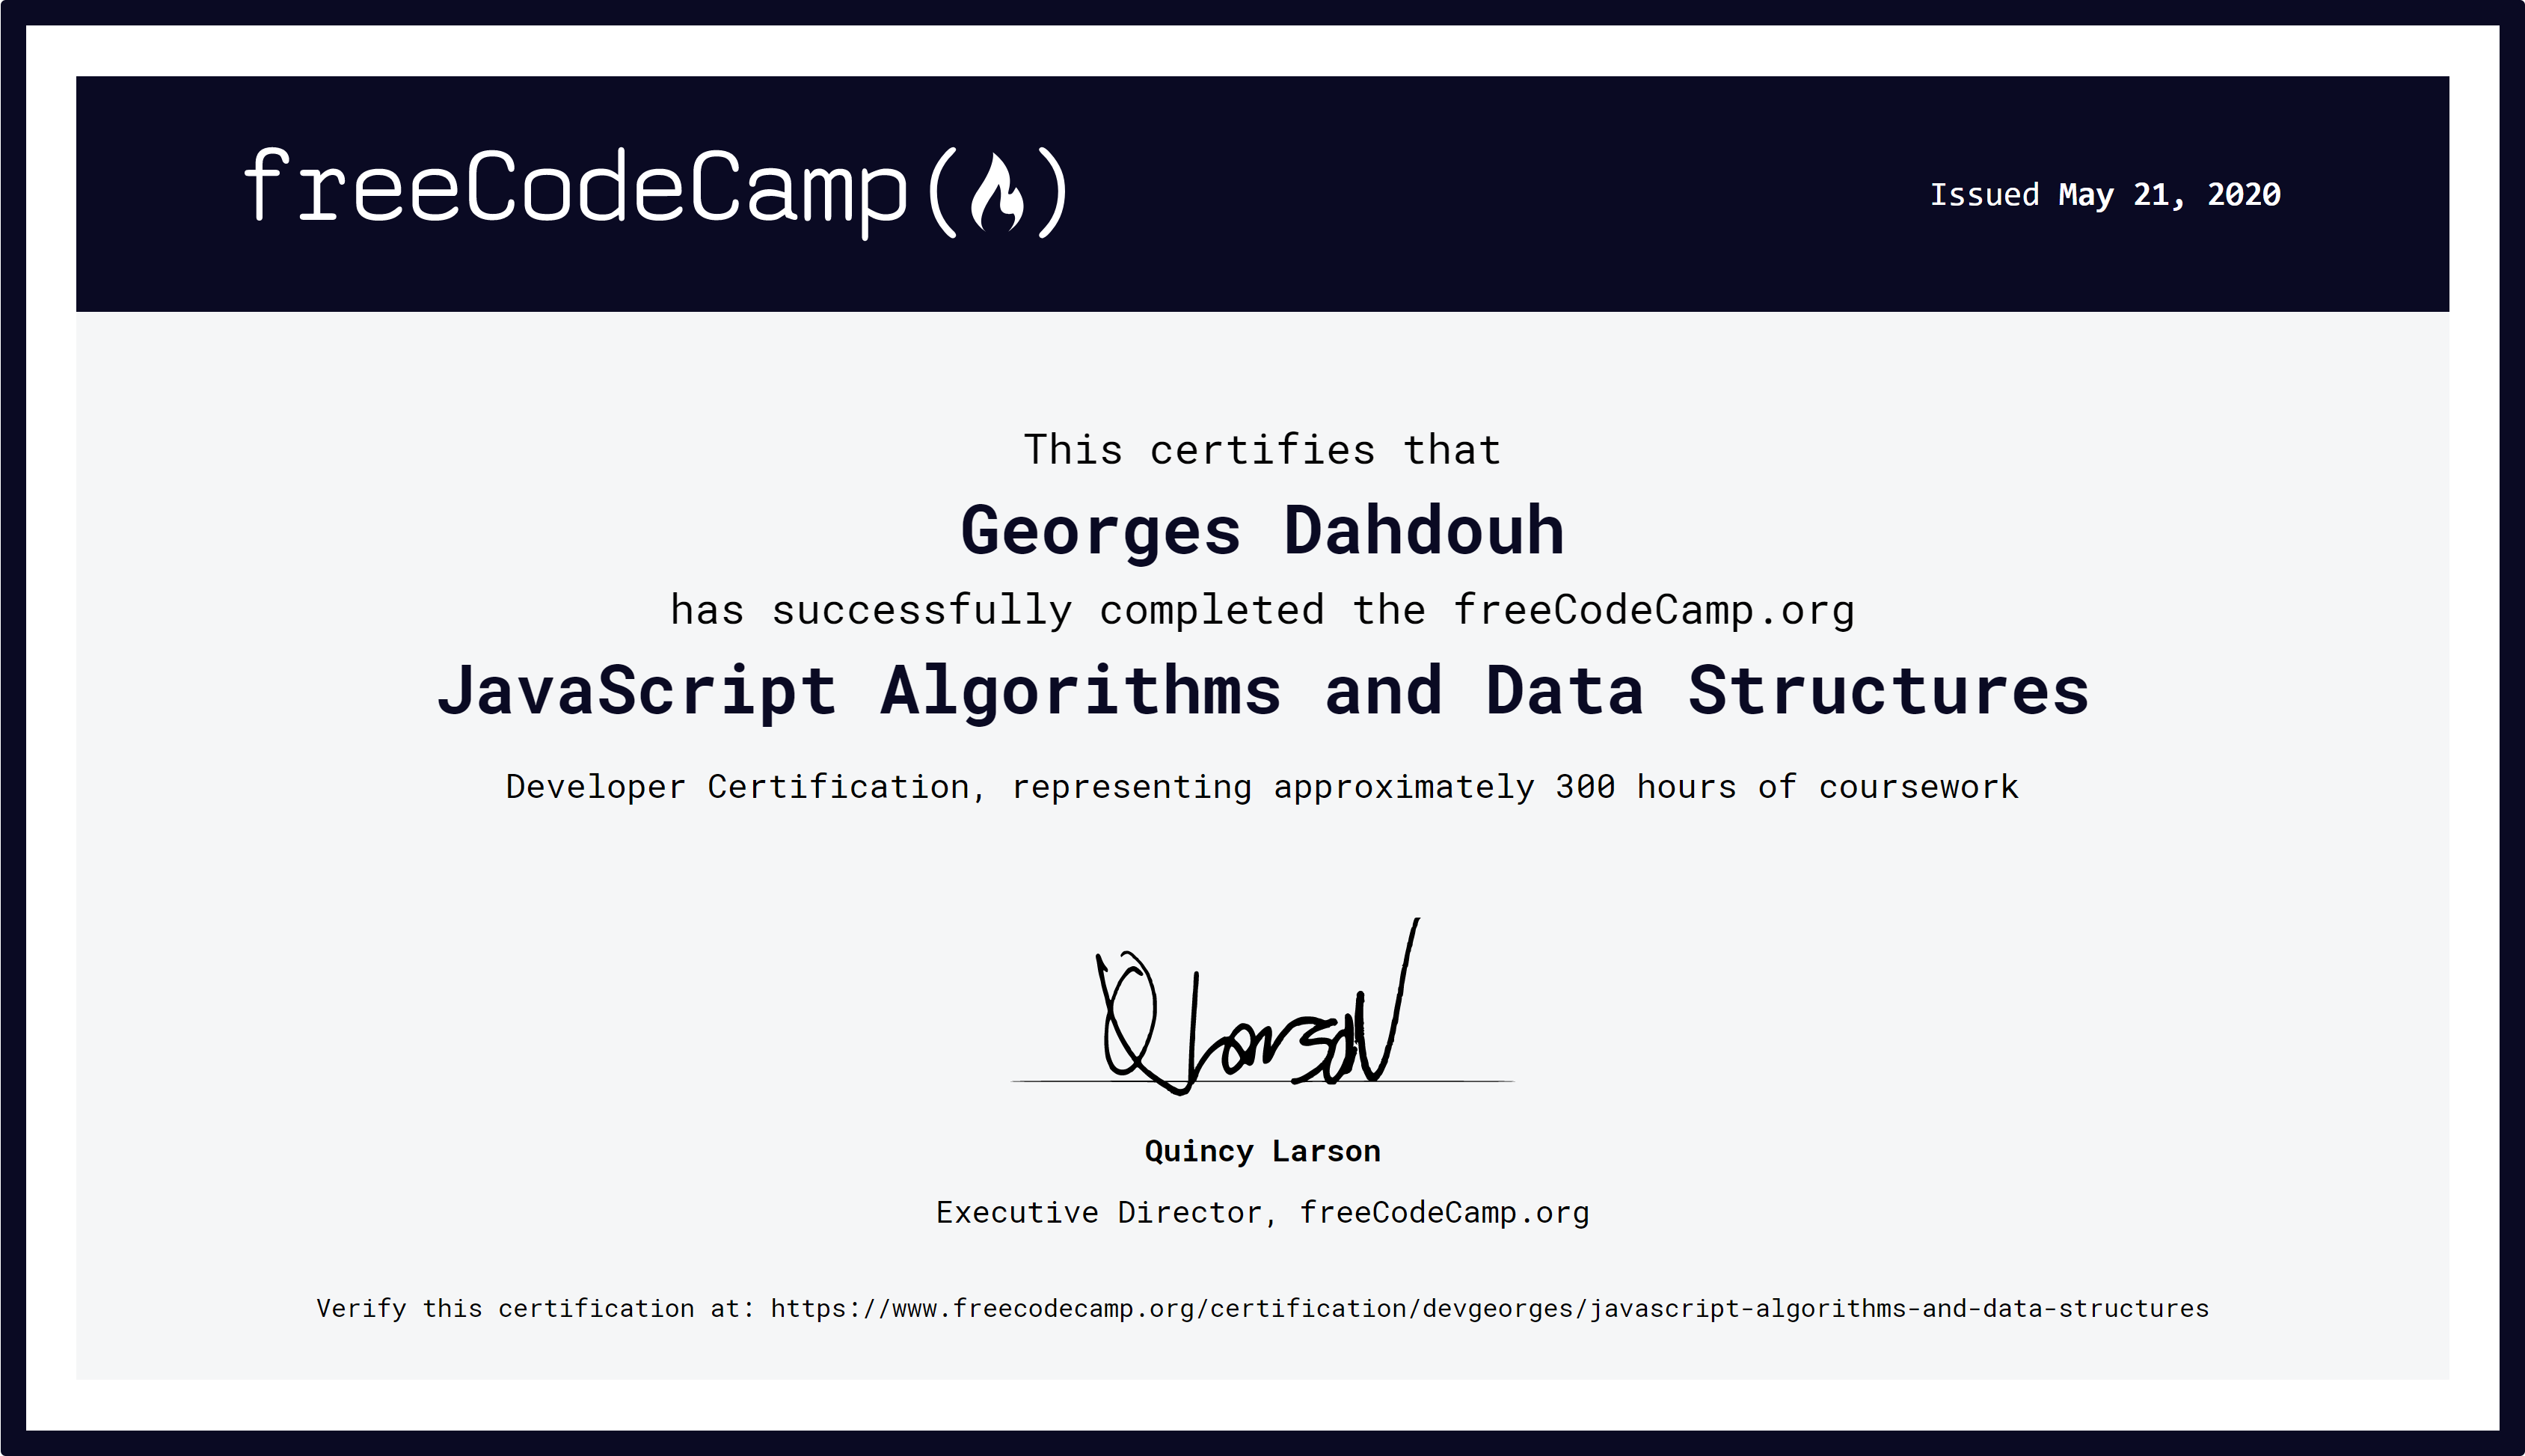 freeCodeCamp(🔥)
Issued May 21, 2020
This certifies that
Georges Dahdouh
has successfully completed the freeCodeCamp.org
JavaScript Algorithms and Data Structures
Developer Certification, representing approximately 300 hours of coursework
Q Larson
Quincy Larson
Executive Director, freeCodeCamp.org
Verify this certification at: https://www.freecodecamp.org/certification/devgeorges/javascript-algorithms-and-data-structures